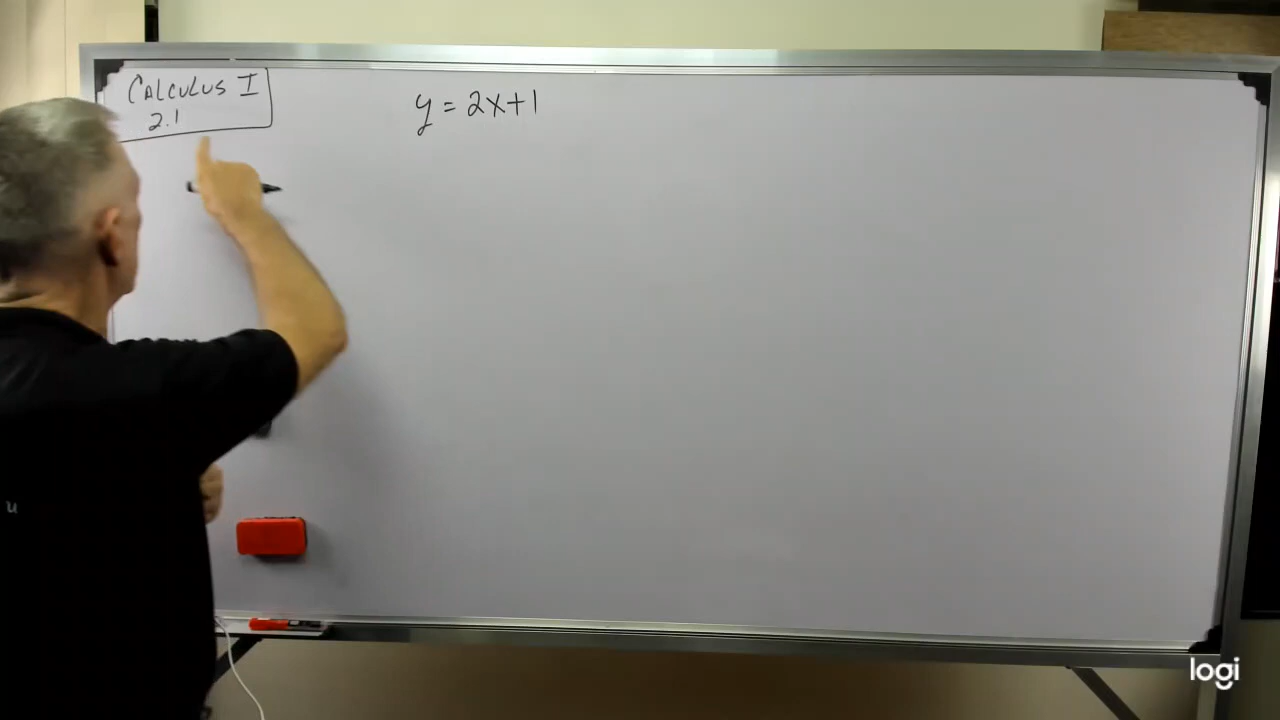 CALCULUS I
2.1
y = 2x+1
u
logi